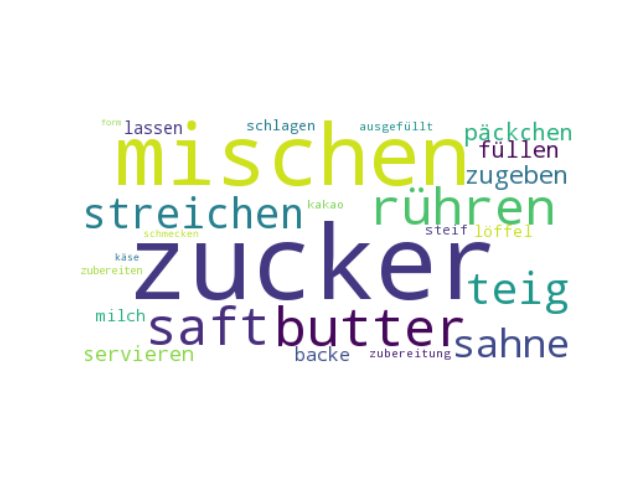 form
lassen
schlagen
ausgefüllt
päckchen
mischen
füllen
zugeben
streichen
kakao
rühren
schmecken
steif
löffel
zucker
käse
zubereiten
teig
milch
saft
butter
sahne
servieren
backe
zubereitung